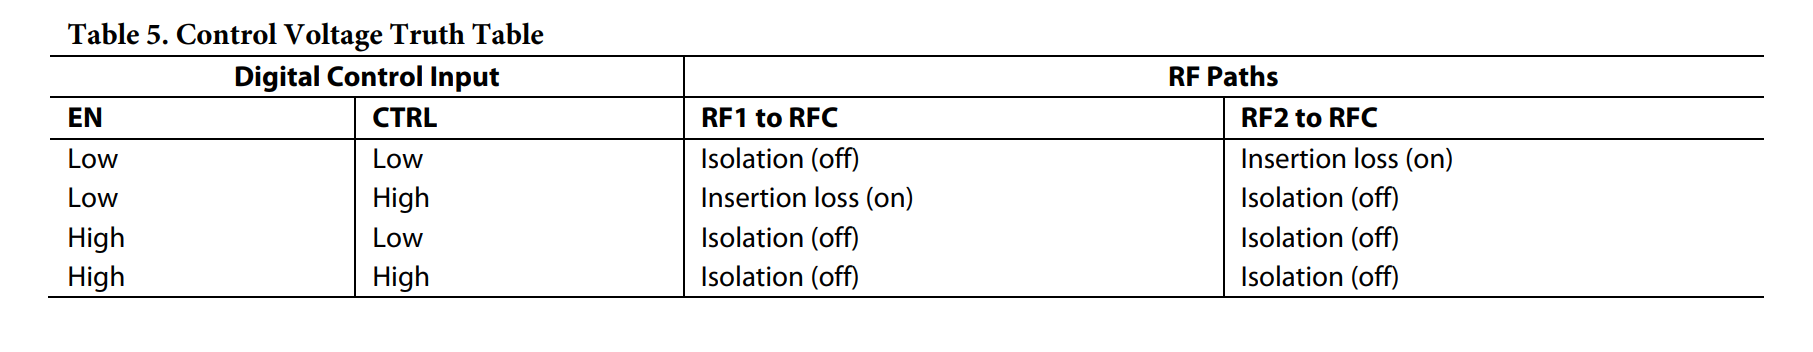 Table 5. Control Voltage Truth Table
Digital Control Input RF Paths
EN CTRL RF1 to RFC RF2 to RFC
Low Low Isolation (off) Insertion loss (on)
Low High Insertion loss (on) Isolation (off)
High Low Isolation (off) Isolation (off)
High High Isolation (off) Isolation (off)